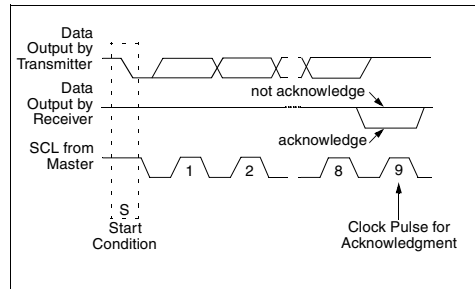 Data
Output by
Transmitter
Data
Output by
Receiver
not acknowledge
acknowledge
SCL from
Master
1
2
8
9
S
Start
Condition
Clock Pulse for
Acknowledgment